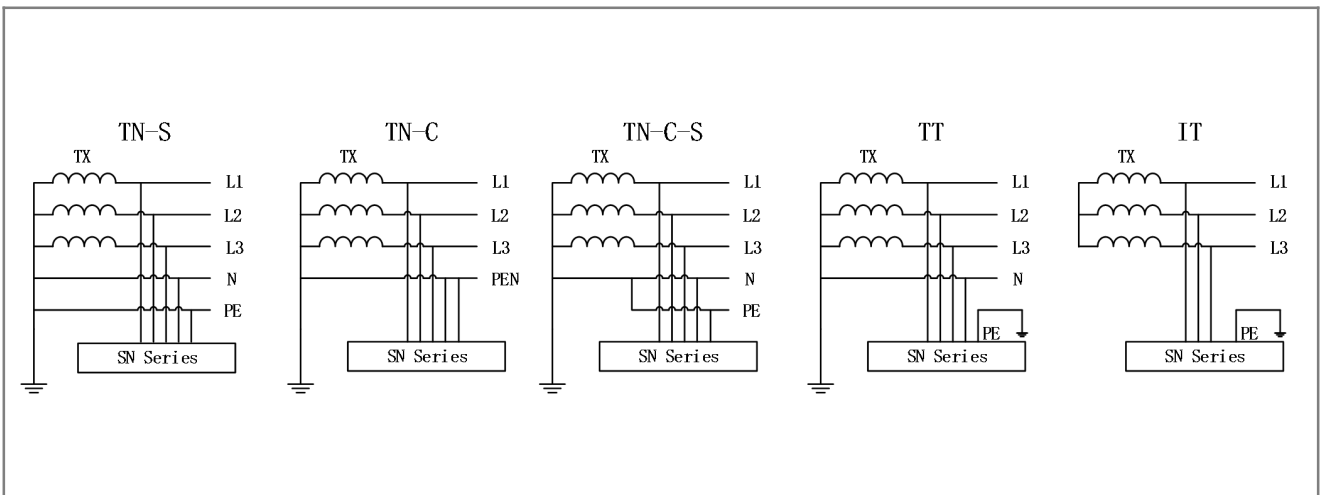 TN-S
TX
L1
L2
L3
N
PE
SN Series
TN-C
TX
L1
L2
L3
PEN
SN Series
TN-C-S
TX
L1
L2
L3
N
PE
SN Series
TT
TX
L1
L2
L3
N
PE
SN Series
IT
TX
L1
L2
L3
PE
SN Series